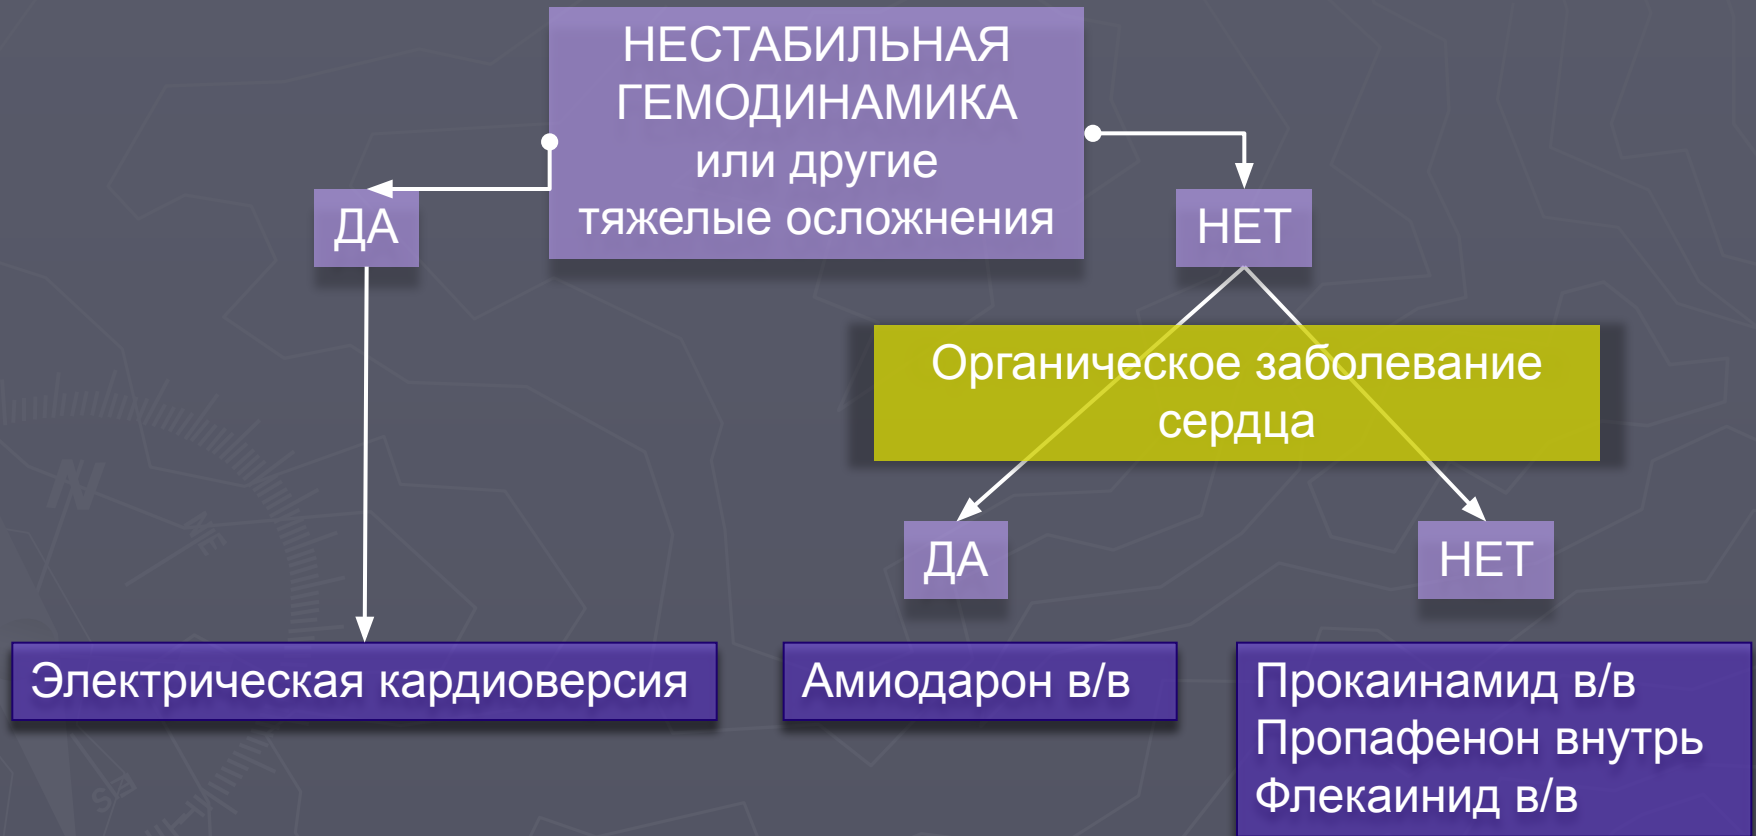 НЕСТАБИЛЬНАЯ
ГЕМОДИНАМИКА
или другие
тяжелые осложнения
ДА
НЕТ
Органическое заболевание
сердца
ДА
НЕТ
Электрическая кардиоверсия
Амиодарон в/в
Прокаинамид в/в
Пропафенон внутрь
Флекаинид в/в
N
NE